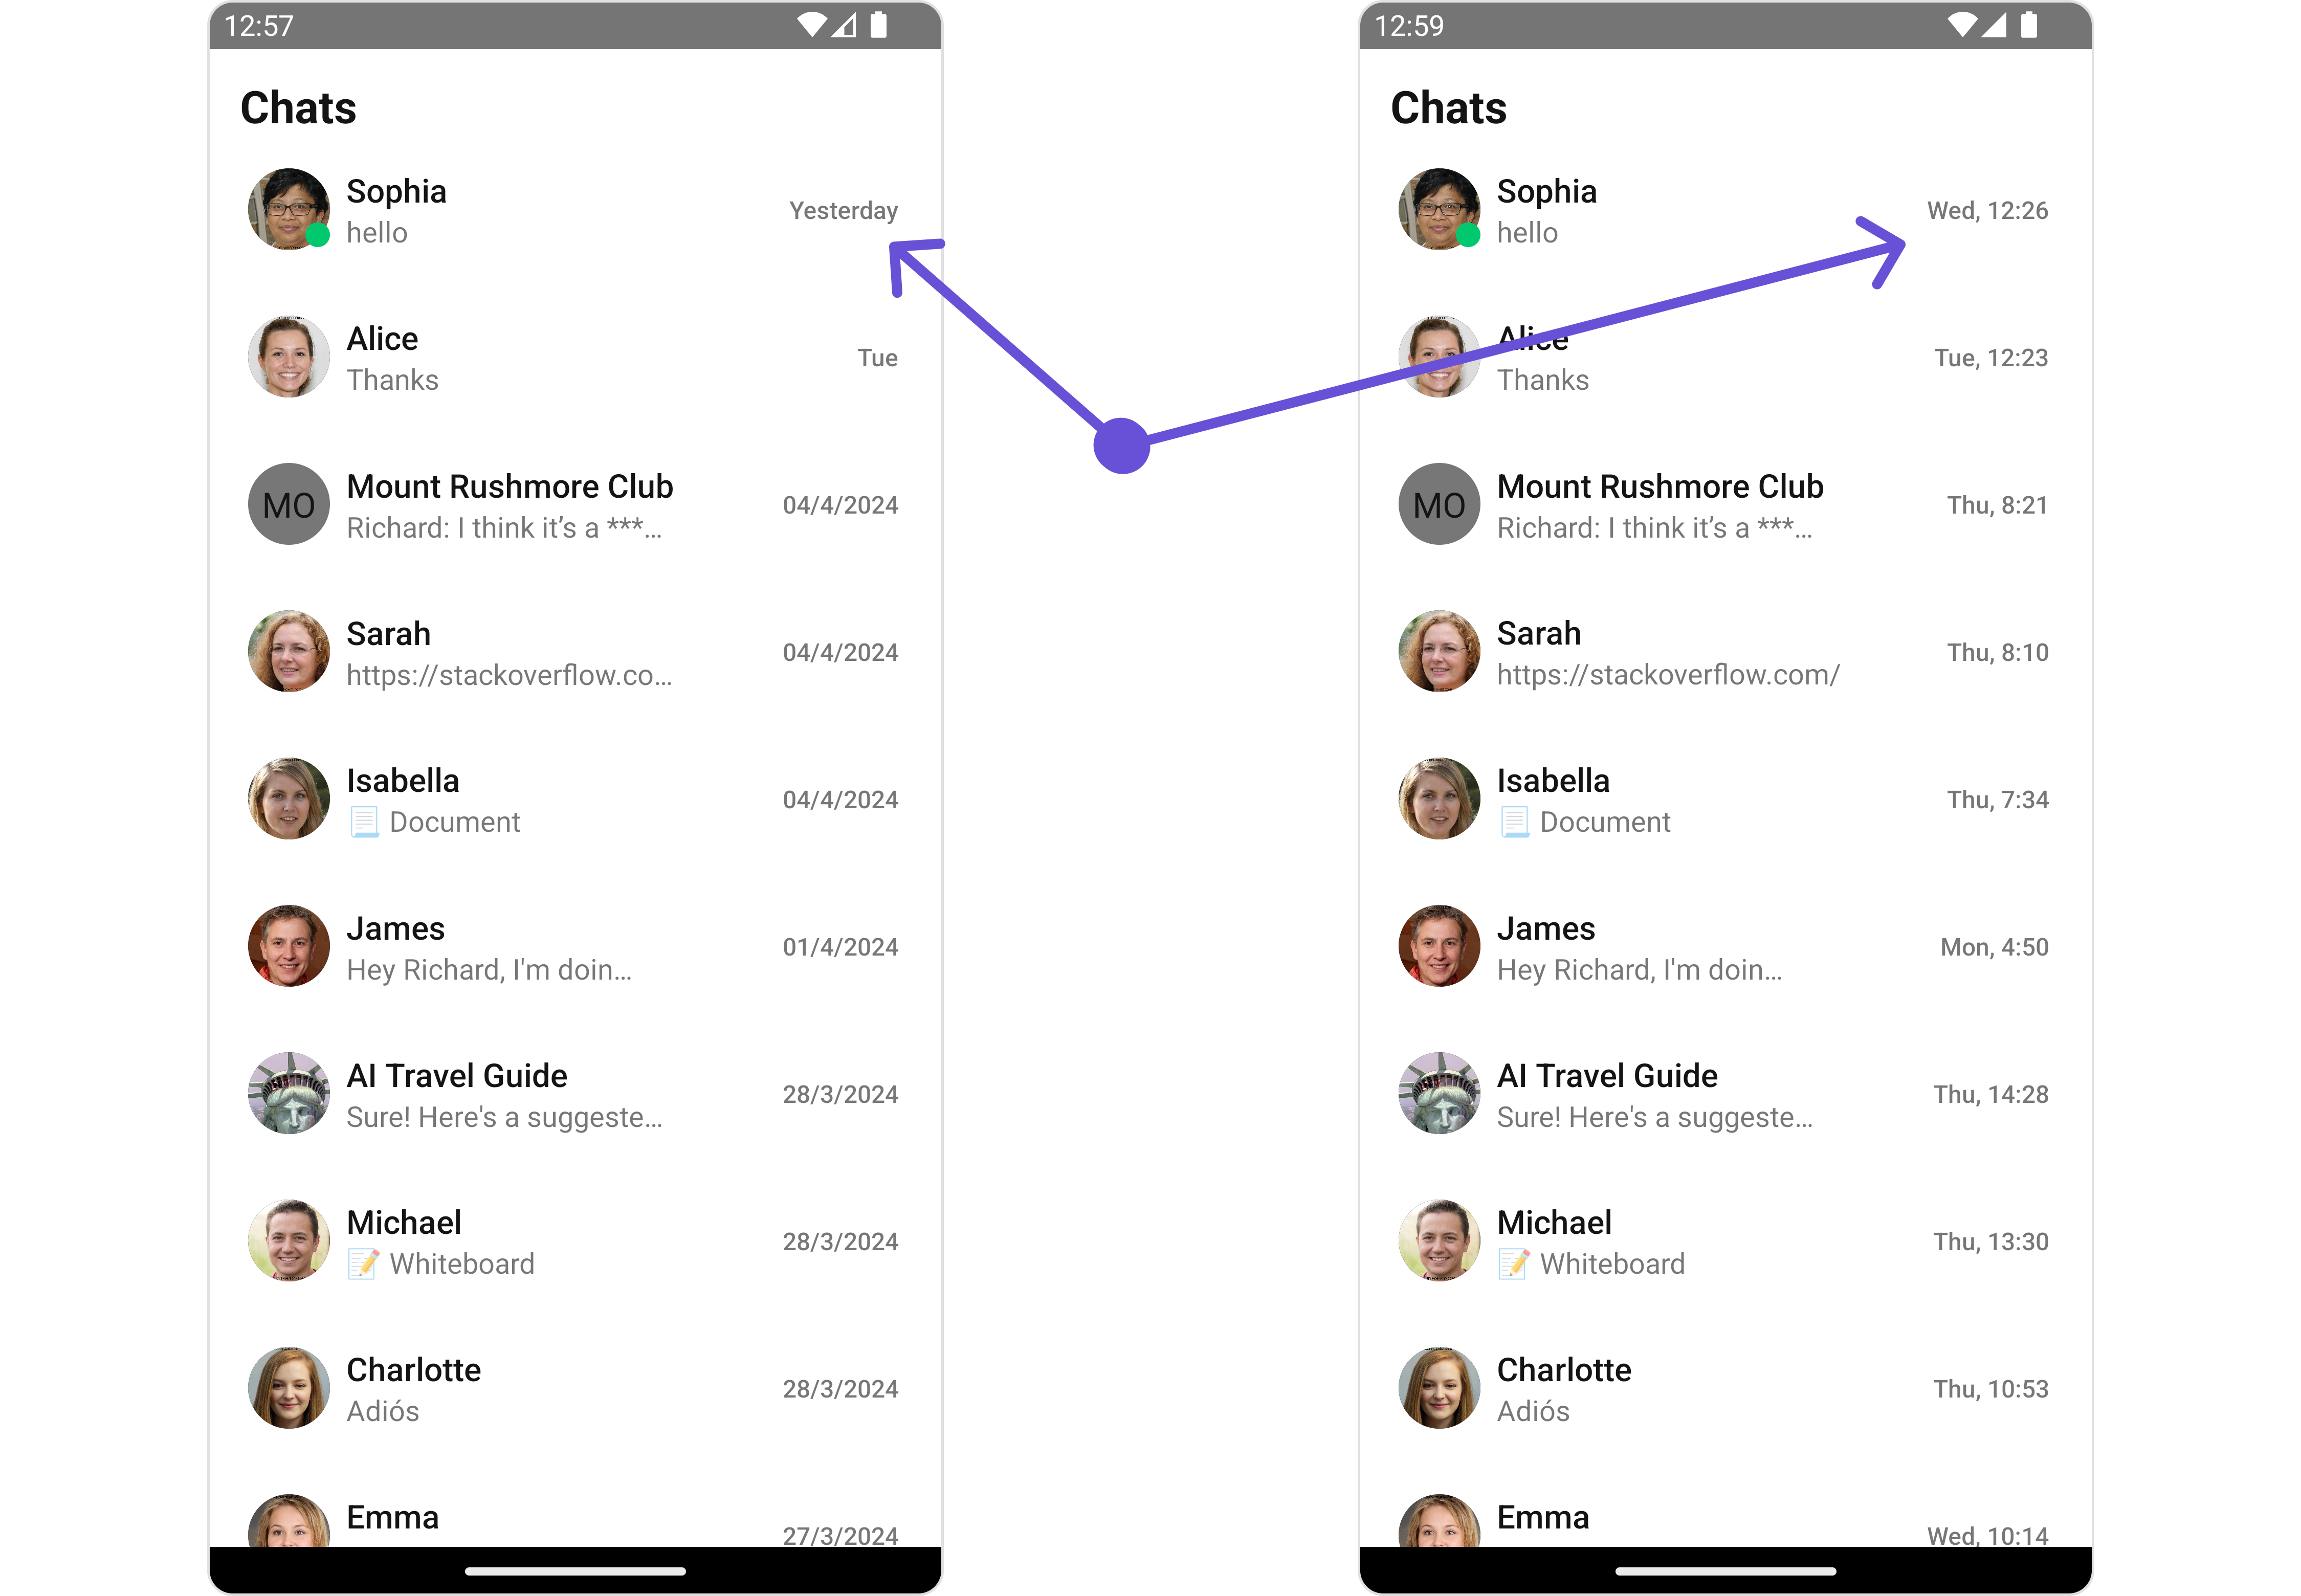 12:57
Chats
Sophia
hello
Yesterday
Alice
Thanks
Tue
MO
Mount Rushmore Club
Richard: I think it’s a ***...
04/4/2024
Sarah
https://stackoverflow.co...
04/4/2024
Isabella
Document
04/4/2024
James
Hey Richard, I'm doin...
01/4/2024
AI Travel Guide
Sure! Here's a suggeste...
28/3/2024
Michael
Whiteboard
28/3/2024
Charlotte
Adiós
28/3/2024
Emma
27/3/2024
12:59
Chats
Sophia
hello
Wed, 12:26
Alice
Thanks
Tue, 12:23
MO
Mount Rushmore Club
Richard: I think it’s a ***...
Thu, 8:21
Sarah
https://stackoverflow.com/
Thu, 8:10
Isabella
Document
Thu, 7:34
James
Hey Richard, I'm doin...
Mon, 4:50
AI Travel Guide
Sure! Here's a suggeste...
Thu, 14:28
Michael
Whiteboard
Thu, 13:30
Charlotte
Adiós
Thu, 10:53
Emma
Wed, 10:14